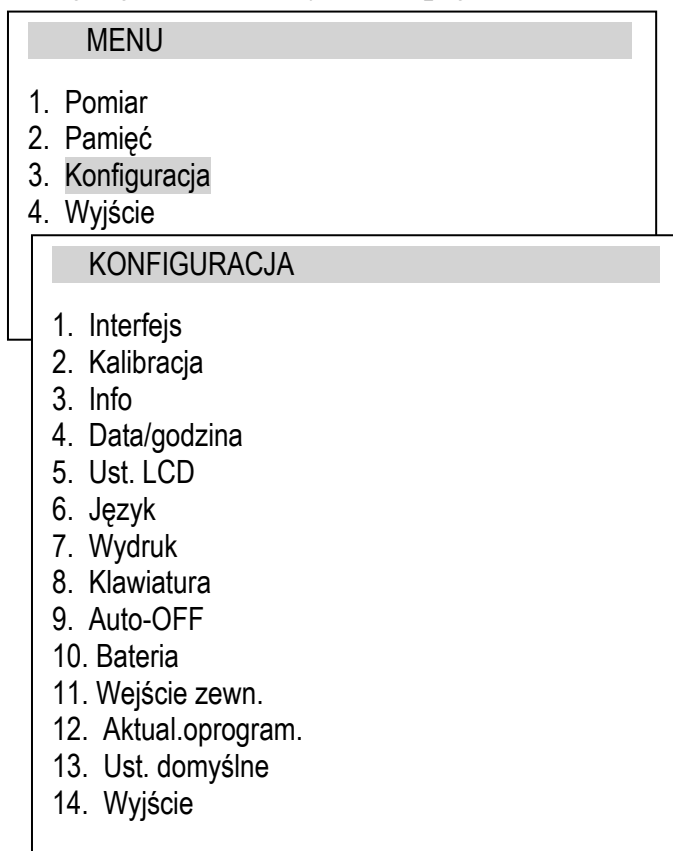 MENU
1. Pomiar
2. Pamięć
3. Konfiguracja
4. Wyjście
KONFIGURACJA
1. Interfejs
2. Kalibracja
3. Info
4. Data/godzina
5. Ust. LCD
6. Język
7. Wydruk
8. Klawiatura
9. Auto-OFF
10. Bateria
11. Wejście zewn.
12. Aktual.oprogram.
13. Ust. domyślne
14. Wyjście